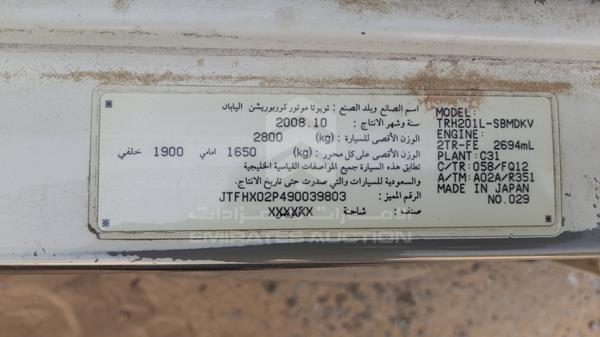 اسم الصانع وبلد الصنع : تويوتا موتور كوربوريشن اليابان
سنة وشهر الانتاج : 2008.10
الوزن الأقصى للسيارة : (kg) 2800
الوزن الأقصى على كل محور : (kg) 1650 امامي 1900 خلفي
تطابق هذه السيارة جميع المواصفات القياسية الخليجية
والسعودية للسيارات والتي صدرت حتى تاريخ الانتاج .
الرقم المميز : JTFHX02P490039803
صنف : شاحنة XXXXXX
MODEL:
TRH201L-SBMDKV
ENGINE:
2TR-FE 2694mL
PLANT: C31
C/TR: 058/FQ12
A/TM: A02A/R351
MADE IN JAPAN
NO.029
الإمارات للمزادات
EMIRATES AUCTION